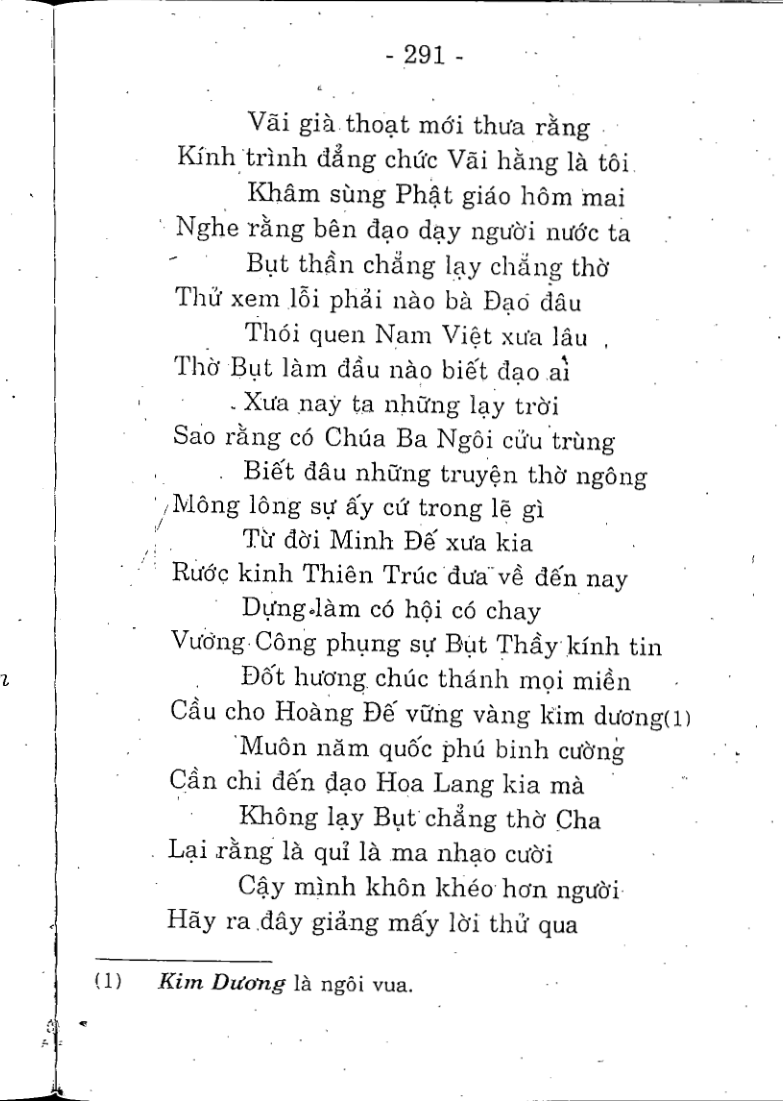 - 291 -
Vãi già thoạt mới thưa rằng
Kính trình đẳng chức Vãi hằng là tôi
Khâm sùng Phật giáo hôm mai
Nghe rằng bên đạo dạy người nước ta
Bụt thần chẳng lạy chẳng thờ
Thử xem lỗi phải nào bà Đạo đâu
Thói quen Nam Việt xưa lâu
Thờ Bụt làm đầu nào biết đạo ai
Xưa nay ta những lạy trời
Sao rằng có Chúa Ba Ngôi cửu trùng
Biết đâu những truyện thờ ngông
Mông lông sự ấy cứ trong lẽ gì
Từ đời Minh Đế xưa kia
Rước kinh Thiên Trúc đưa về đến nay
Dựng làm có hội có chay
Vương Công phụng sự Bụt Thầy kính tin
Đốt hương chúc thánh mọi miền
Cầu cho Hoàng Đế vững vàng kim dương(1)
Muôn năm quốc phú binh cường
Cần chi đến đạo Hoa Lang kia mà
Không lạy Bụt chẳng thờ Cha
Lại rằng là quỉ là ma nhạo cười
Cậy mình khôn khéo hơn người
Hãy ra đây giảng mấy lời thử qua
(1) Kim Dương là ngôi vua.